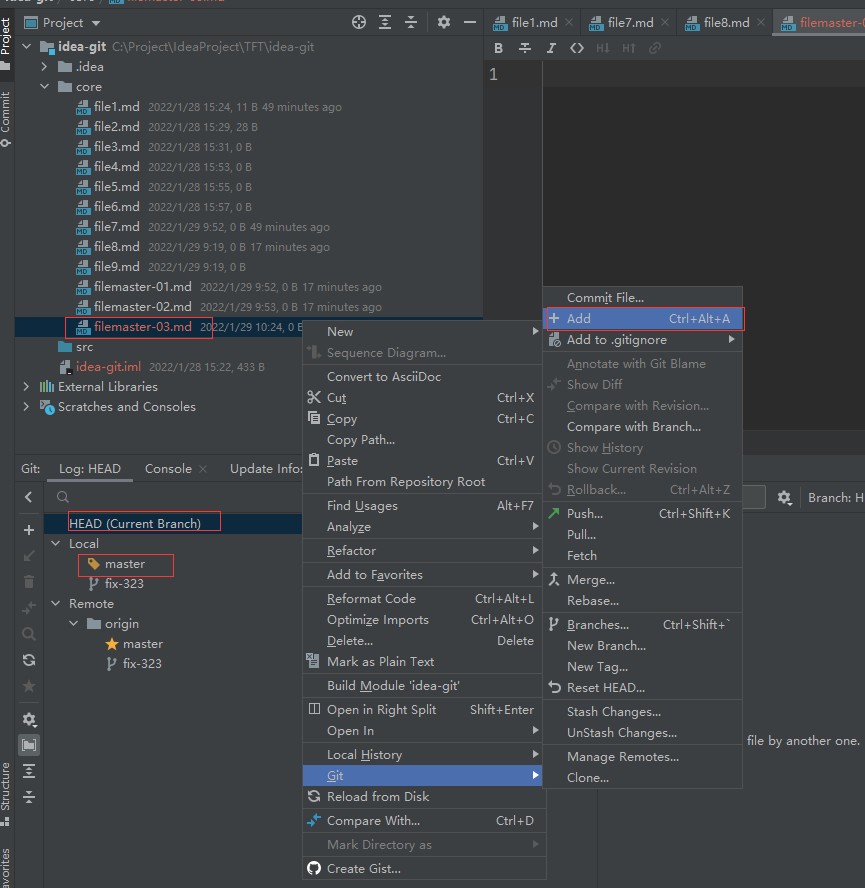 Project
file1.md
file7.md
file8.md
idea-git C:\Project\IdeaProject\TFT\idea-git
.idea
core
1
file1.md 2022/1/28 15:24, 11 B 49 minutes ago
file2.md 2022/1/28 15:29, 28 B
file3.md 2022/1/28 15:31, 0 B
file4.md 2022/1/28 15:53, 0 B
file5.md 2022/1/28 15:55, 0 B
file6.md 2022/1/28 15:57, 0 B
file7.md 2022/1/29 9:52, 0 B 49 minutes ago
file8.md 2022/1/29 9:19, 0 B 17 minutes ago
file9.md 2022/1/29 9:19, 0 B
filemaster-01.md 2022/1/29 9:52, 0 B 17 minutes ago
filemaster-02.md 2022/1/29 9:53, 0 B 17 minutes ago
filemaster-03.md 2022/1/29 10:24, 0 B
src
idea-git.iml 2022/1/28 15:22, 433 B
External Libraries
Scratches and Consoles
Project
Commit
Structure
Git:
Log: HEAD
Console
Update Info:
HEAD (Current Branch)
Local
master
fix-323
Remote
origin
master
fix-323
New
Sequence Diagram...
Convert to AsciiDoc
Cut Ctrl+X
Copy Ctrl+C
Copy Path...
Paste Ctrl+V
Path From Repository Root
Find Usages Alt+F7
Analyze
Refactor
Add to Favorites
Reformat Code Ctrl+Alt+L
Optimize Imports Ctrl+Alt+O
Delete... Delete
Mark as Plain Text
Build Module 'idea-git'
Open in Right Split Shift+Enter
Open In
Local History
Git
Reload from Disk
Compare With... Ctrl+D
Mark Directory as
Create Gist...
Commit File...
Add Ctrl+Alt+A
Add to .gitignore
Annotate with Git Blame
Show Diff
Compare with Revision...
Compare with Branch...
Show History
Show Current Revision
Rollback... Ctrl+Alt+Z
Push... Ctrl+Shift+K
Pull...
Fetch
Merge...
Rebase...
Branches... Ctrl+Shift+`
New Branch...
New Tag...
Reset HEAD...
Stash Changes...
UnStash Changes...
Manage Remotes...
Clone...
Branch: H
file by another one.